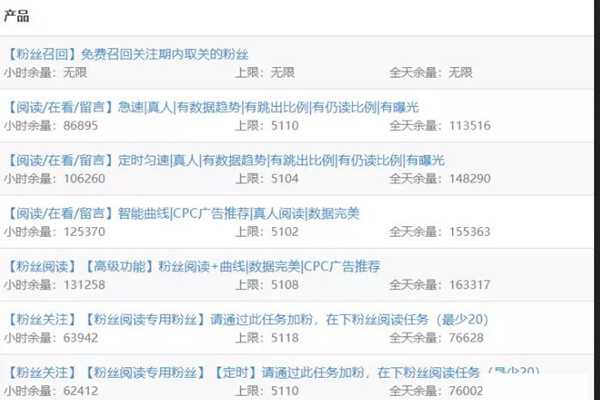 产品
【粉丝召回】免费召回关注期内取关的粉丝
小时余量：无限 上限：无限 全天余量：无限
【阅读/在看/留言】急速|真人|有数据趋势|有跳出比例|有仍读比例|有曝光
小时余量：86895 上限：5110 全天余量：113516
【阅读/在看/留言】定时匀速|真人|有数据趋势|有跳出比例|有仍读比例|有曝光
小时余量：106260 上限：5104 全天余量：148290
【阅读/在看/留言】智能曲线|CPC广告推荐|真人阅读|数据完美
小时余量：125370 上限：5102 全天余量：155363
【粉丝阅读】【高级功能】粉丝阅读+曲线|数据完美|CPC广告推荐
小时余量：131258 上限：5108 全天余量：163317
【粉丝关注】【粉丝阅读专用粉丝】请通过此任务加粉，在下粉丝阅读任务（最少20）
小时余量：63942 上限：5118 全天余量：76628
【粉丝关注】【粉丝阅读专用粉丝】【定时】请通过此任务加粉，在下粉丝阅读任务（最少20）
小时余量：62412 上限：5110 全天余量：76002